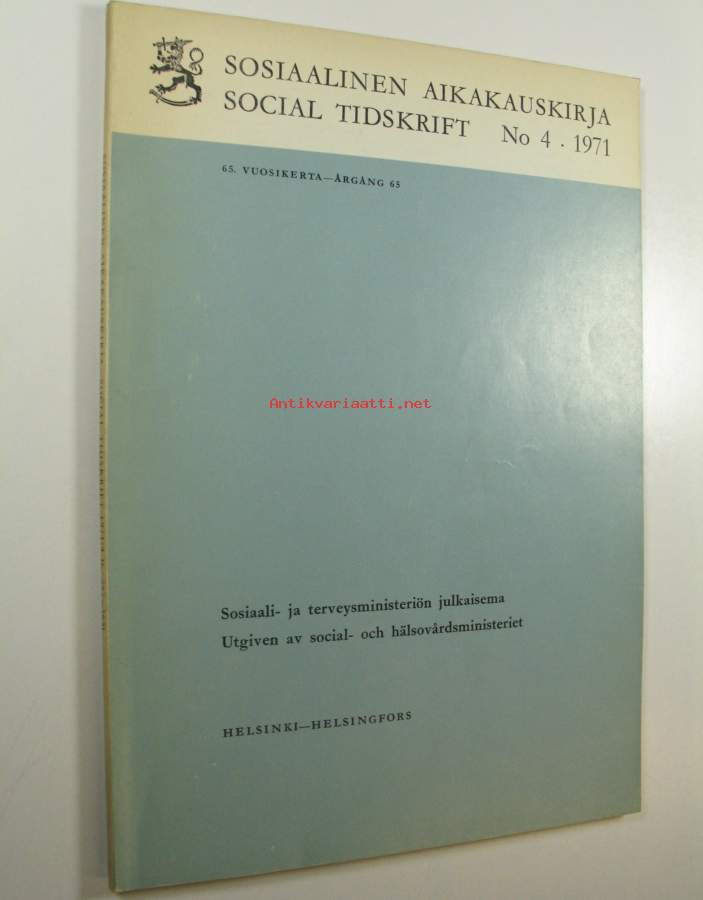 SOSIAALINEN AIKAKAUSKIRJA
SOCIAL TIDSKRIFT No 4 . 1971
65. VUOSIKERTA—ÅRGÅNG 65
Antikvariaatti.net
Sosiaali- ja terveysministeriön julkaisema
Utgiven av social- och hälsovårdsministeriet
HELSINKI—HELSINGFORS